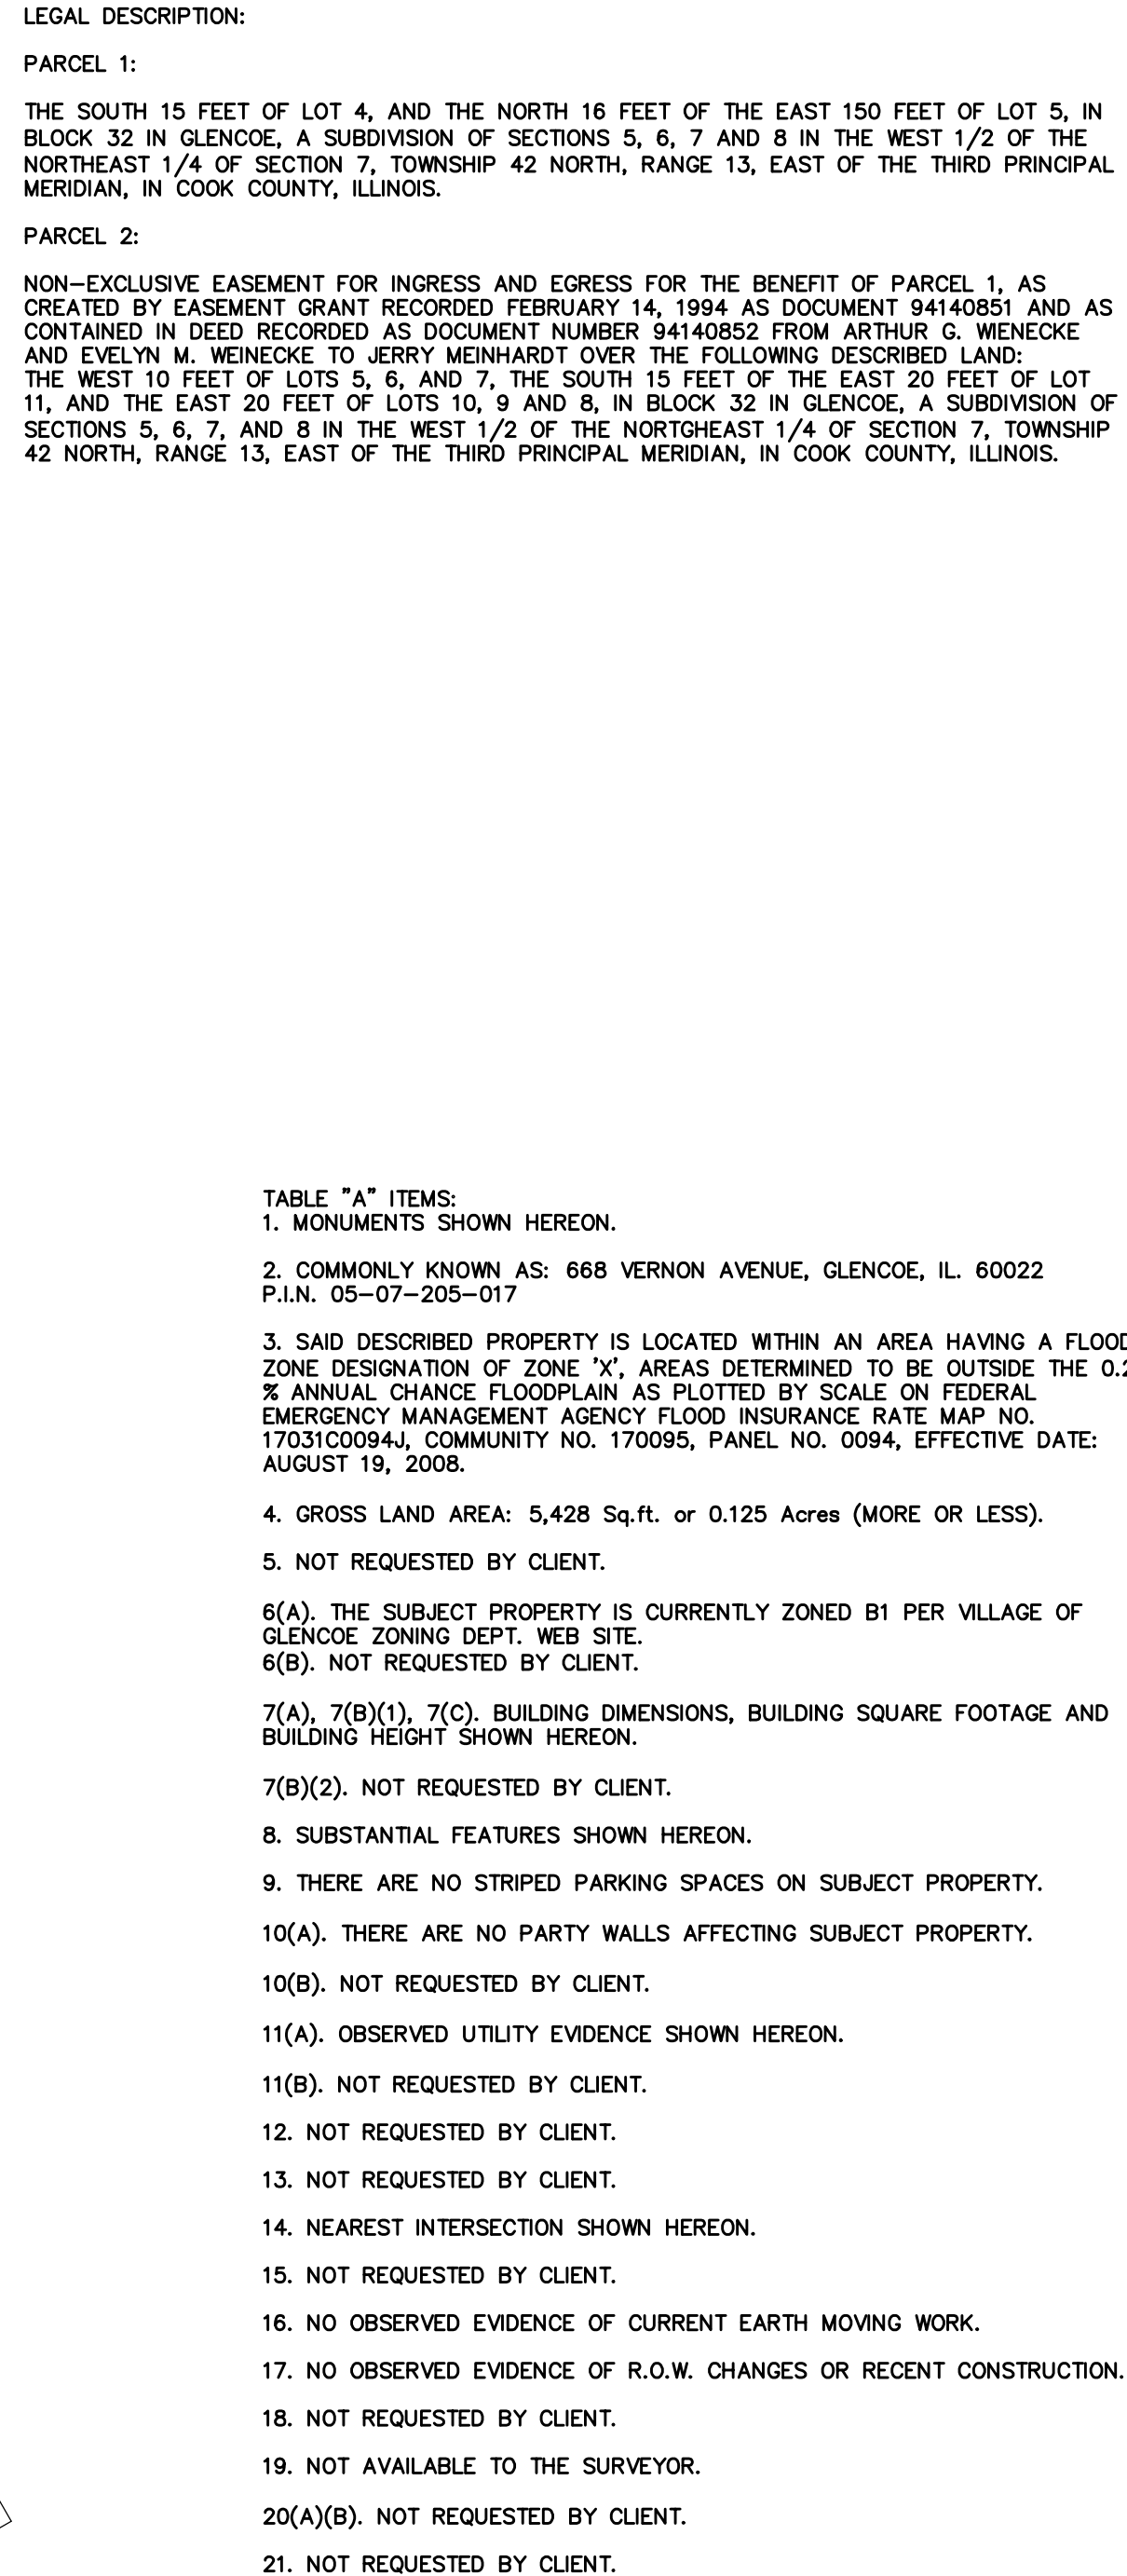 LEGAL DESCRIPTION:
PARCEL 1:
THE SOUTH 15 FEET OF LOT 4, AND THE NORTH 16 FEET OF THE EAST 150 FEET OF LOT 5, IN
BLOCK 32 IN GLENCOE, A SUBDIVISION OF SECTIONS 5, 6, 7 AND 8 IN THE WEST 1/2 OF THE
NORTHEAST 1/4 OF SECTION 7, TOWNSHIP 42 NORTH, RANGE 13, EAST OF THE THIRD PRINCIPAL
MERIDIAN, IN COOK COUNTY, ILLINOIS.
PARCEL 2:
NON-EXCLUSIVE EASEMENT FOR INGRESS AND EGRESS FOR THE BENEFIT OF PARCEL 1, AS
CREATED BY EASEMENT GRANT RECORDED FEBRUARY 14, 1994 AS DOCUMENT 94140851 AND AS
CONTAINED IN DEED RECORDED AS DOCUMENT NUMBER 94140852 FROM ARTHUR G. WIENECKE
AND EVELYN M. WEINECKE TO JERRY MEINHARDT OVER THE FOLLOWING DESCRIBED LAND:
THE WEST 10 FEET OF LOTS 5, 6, AND 7, THE SOUTH 15 FEET OF THE EAST 20 FEET OF LOT
11, AND THE EAST 20 FEET OF LOTS 10, 9 AND 8, IN BLOCK 32 IN GLENCOE, A SUBDIVISION OF
SECTIONS 5, 6, 7, AND 8 IN THE WEST 1/2 OF THE NORTGHEAST 1/4 OF SECTION 7, TOWNSHIP
42 NORTH, RANGE 13, EAST OF THE THIRD PRINCIPAL MERIDIAN, IN COOK COUNTY, ILLINOIS.
TABLE "A" ITEMS:
1. MONUMENTS SHOWN HEREON.
2. COMMONLY KNOWN AS: 668 VERNON AVENUE, GLENCOE, IL. 60022
P.I.N. 05-07-205-017
3. SAID DESCRIBED PROPERTY IS LOCATED WITHIN AN AREA HAVING A FLOOD
ZONE DESIGNATION OF ZONE 'X', AREAS DETERMINED TO BE OUTSIDE THE 0.2
% ANNUAL CHANCE FLOODPLAIN AS PLOTTED BY SCALE ON FEDERAL
EMERGENCY MANAGEMENT AGENCY FLOOD INSURANCE RATE MAP NO.
17031C0094J, COMMUNITY NO. 170095, PANEL NO. 0094, EFFECTIVE DATE:
AUGUST 19, 2008.
4. GROSS LAND AREA: 5,428 Sq.ft. or 0.125 Acres (MORE OR LESS).
5. NOT REQUESTED BY CLIENT.
6(A). THE SUBJECT PROPERTY IS CURRENTLY ZONED B1 PER VILLAGE OF
GLENCOE ZONING DEPT. WEB SITE.
6(B). NOT REQUESTED BY CLIENT.
7(A), 7(B)(1), 7(C). BUILDING DIMENSIONS, BUILDING SQUARE FOOTAGE AND
BUILDING HEIGHT SHOWN HEREON.
7(B)(2). NOT REQUESTED BY CLIENT.
8. SUBSTANTIAL FEATURES SHOWN HEREON.
9. THERE ARE NO STRIPED PARKING SPACES ON SUBJECT PROPERTY.
10(A). THERE ARE NO PARTY WALLS AFFECTING SUBJECT PROPERTY.
10(B). NOT REQUESTED BY CLIENT.
11(A). OBSERVED UTILITY EVIDENCE SHOWN HEREON.
11(B). NOT REQUESTED BY CLIENT.
12. NOT REQUESTED BY CLIENT.
13. NOT REQUESTED BY CLIENT.
14. NEAREST INTERSECTION SHOWN HEREON.
15. NOT REQUESTED BY CLIENT.
16. NO OBSERVED EVIDENCE OF CURRENT EARTH MOVING WORK.
17. NO OBSERVED EVIDENCE OF R.O.W. CHANGES OR RECENT CONSTRUCTION.
18. NOT REQUESTED BY CLIENT.
19. NOT AVAILABLE TO THE SURVEYOR.
20(A)(B). NOT REQUESTED BY CLIENT.
21. NOT REQUESTED BY CLIENT.